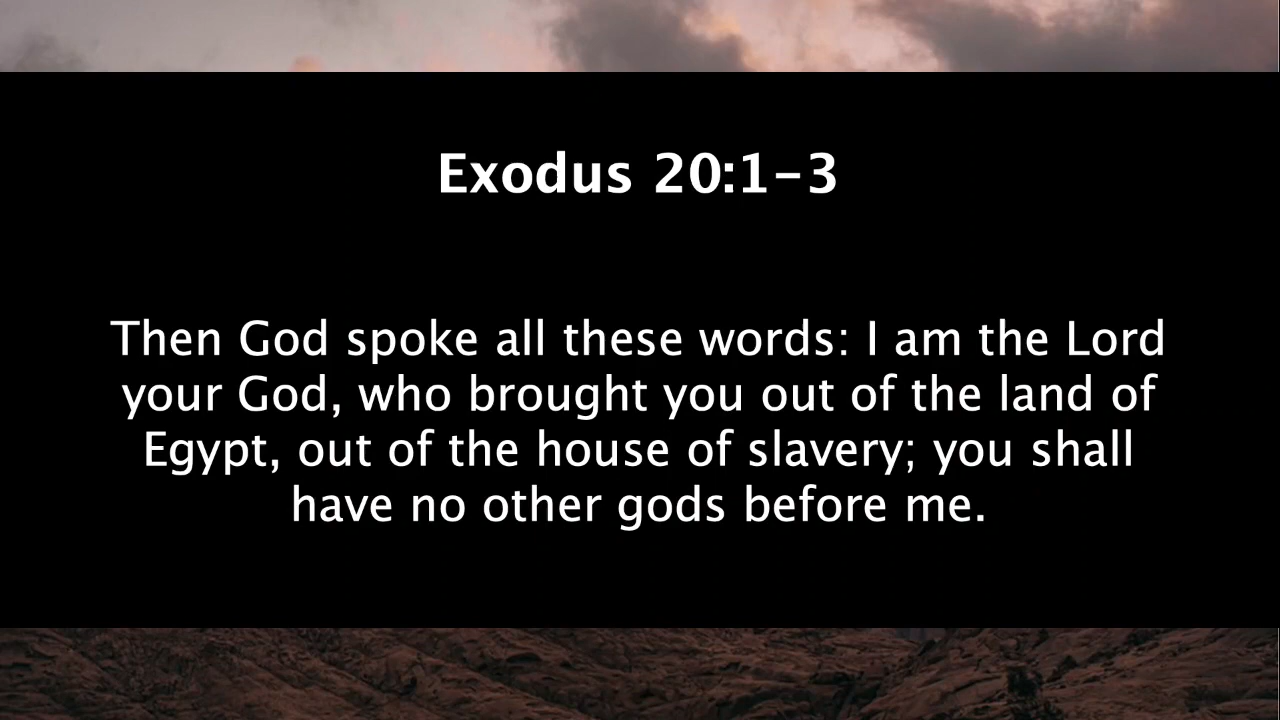 Exodus 20:1–3
Then God spoke all these words: I am the Lord
your God, who brought you out of the land of
Egypt, out of the house of slavery; you shall
have no other gods before me.